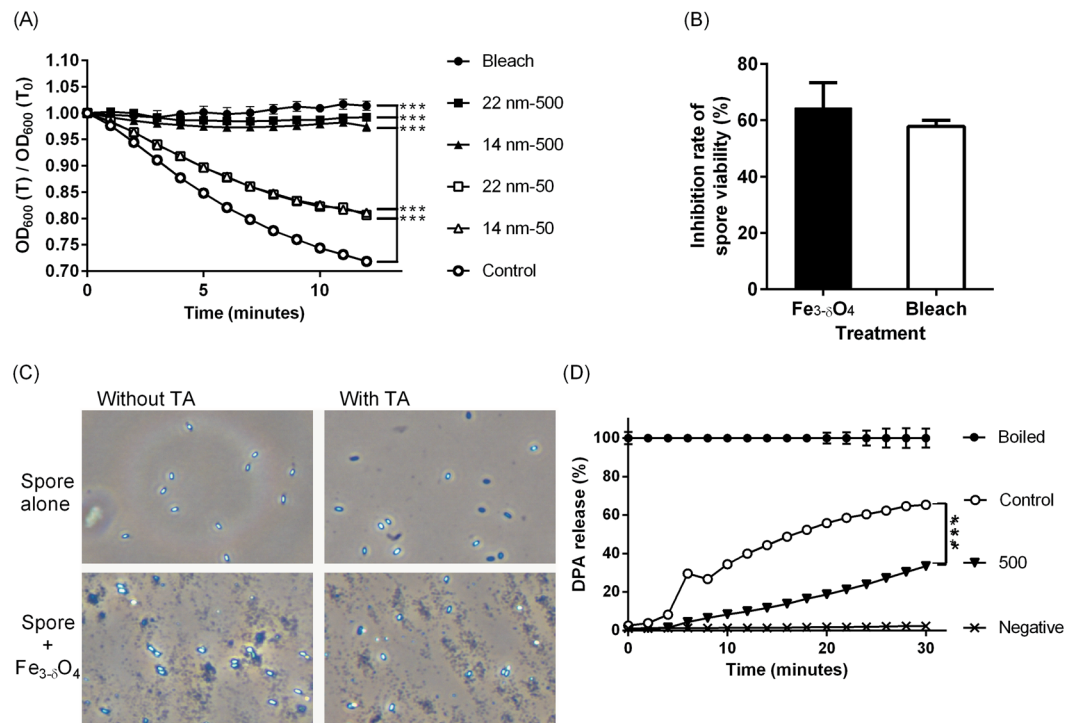 (A)
OD600 (T) / OD600 (T0)
1.10
1.05
1.00
0.95
0.90
0.85
0.80
0.75
0.70
0
5
10
Time (minutes)
***
***
***
***
***
Bleach
22 nm-500
14 nm-500
22 nm-50
14 nm-50
Control
(B)
Inhibition rate of
spore viability (%)
80
60
40
20
0
Fe3-δO4
Bleach
Treatment
(C)
Without TA
With TA
Spore
alone
Spore
+
Fe3-δO4
(D)
DPA release (%)
100
80
60
40
20
0
0
10
20
30
Time (minutes)
***
Boiled
Control
500
Negative